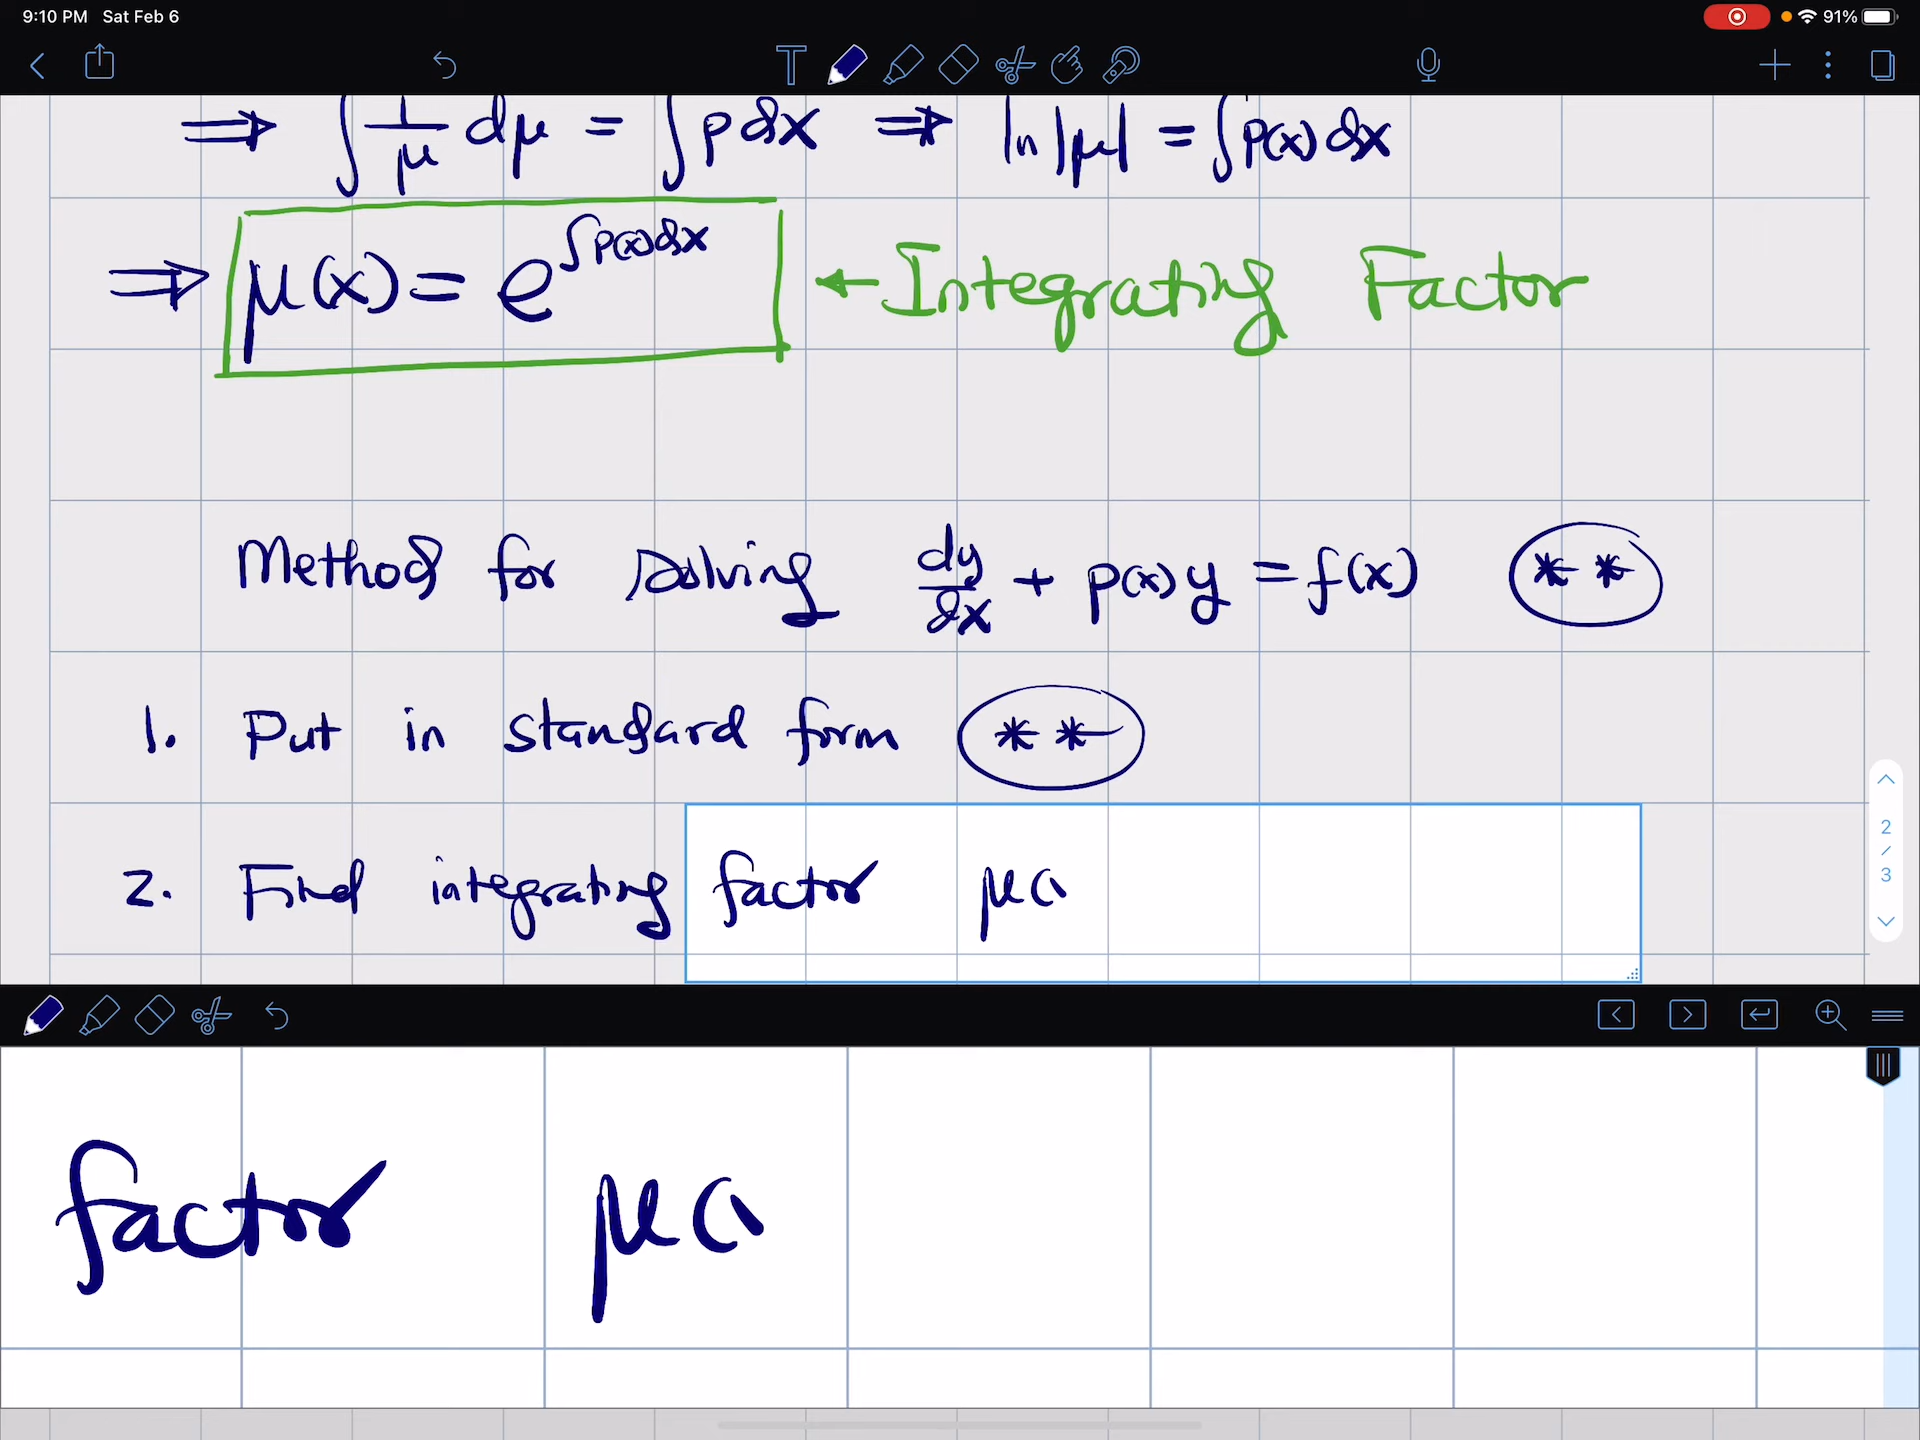 9:10 PM Sat Feb 6 91%
⟹ ∫ 1/μ dμ = ∫ p dx ⟹ ln|μ| = ∫ p(x) dx
⟹ μ(x) = e^{∫p(x)dx} ← Integrating Factor
Method for solving dy/dx + p(x) y = f(x) **
1. Put in standard form **
2. Find integrating factor μ(
2 / 3
factor μ(